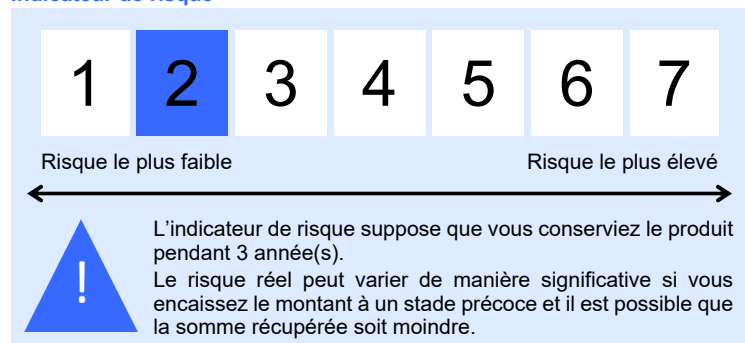 Indicateur de risque
1 2 3 4 5 6 7
Risque le plus faible Risque le plus élevé
!
L'indicateur de risque suppose que vous conserviez le produit
pendant 3 année(s).
Le risque réel peut varier de manière significative si vous
encaissez le montant à un stade précoce et il est possible que
la somme récupérée soit moindre.